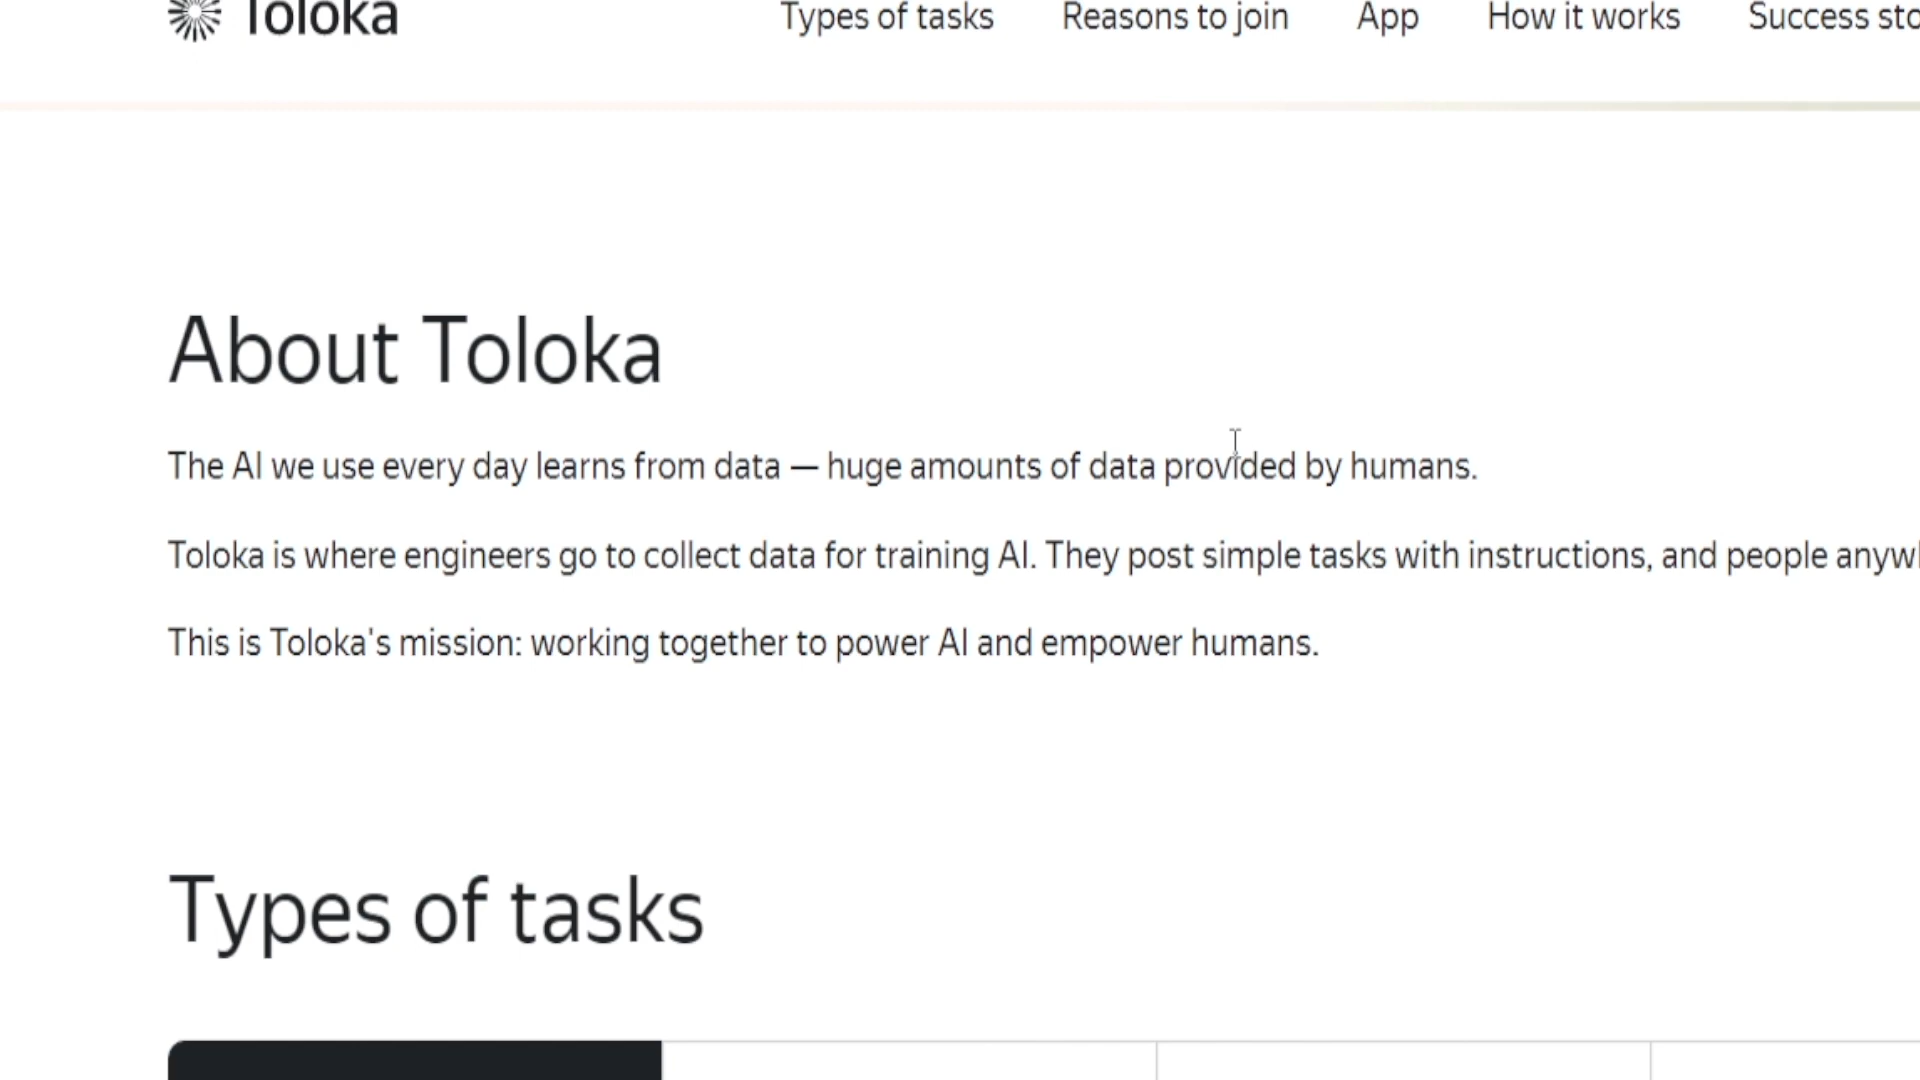 Toloka
Types of tasks
Reasons to join
App
How it works
Success
About Toloka
The AI we use every day learns from data — huge amounts of data provided by humans.
Toloka is where engineers go to collect data for training AI. They post simple tasks with instructions, and people
This is Toloka's mission: working together to power AI and empower humans.
Types of tasks